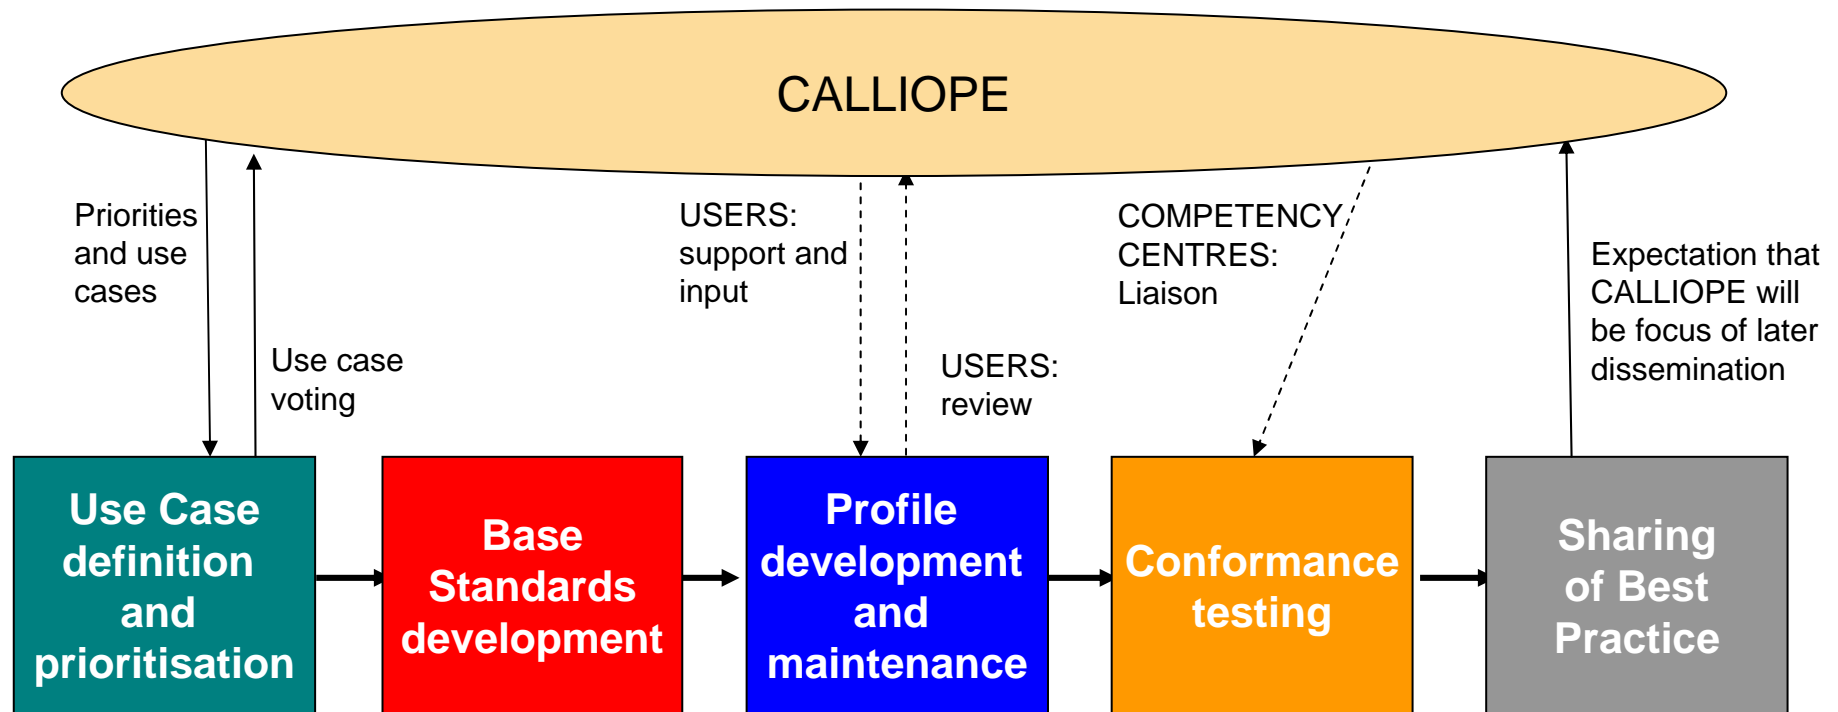 CALLIOPE
Priorities
and use
cases
Use case
voting
USERS:
support and
input
USERS:
review
COMPETENCY
CENTRES:
Liaison
Expectation that
CALLIOPE will
be focus of later
dissemination
Use Case
definition
and
prioritisation
Base
Standards
development
Profile
development
and
maintenance
Conformance
testing
Sharing
of Best
Practice